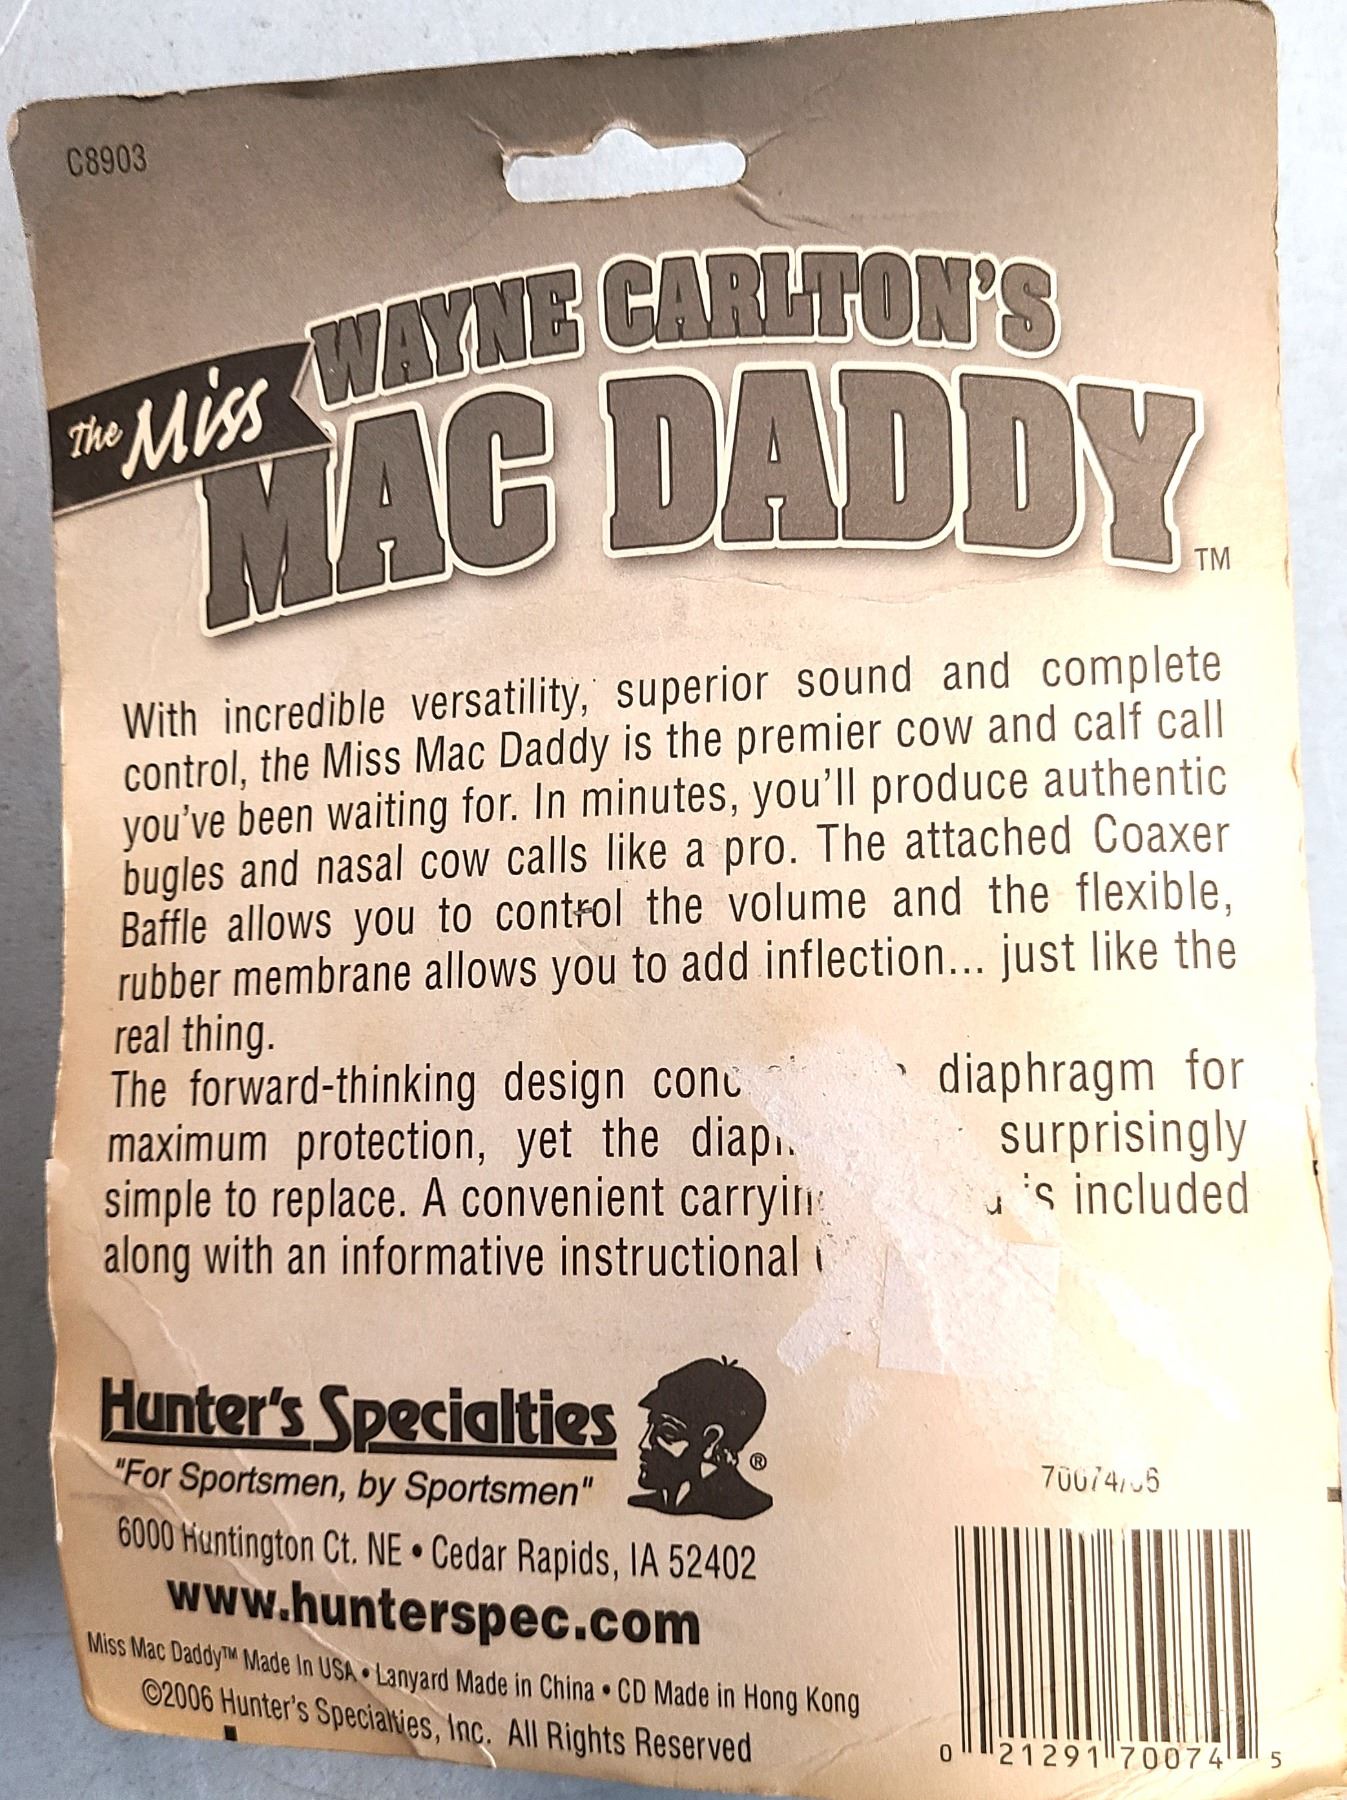 C8903
WAYNE CARLTON'S
The Miss
MAC DADDY
TM
With incredible versatility, superior sound and complete
control, the Miss Mac Daddy is the premier cow and calf call
you've been waiting for. In minutes, you'll produce authentic
bugles and nasal cow calls like a pro. The attached Coaxer
Baffle allows you to control the volume and the flexible,
rubber membrane allows you to add inflection... just like the
real thing.
The forward-thinking design diaphragm for
maximum protection, yet the surprisingly
simple to replace. A convenient is included
along with an informative instructional
Hunter's Specialties
®
"For Sportsmen, by Sportsmen"
6000 Huntington Ct. NE • Cedar Rapids, IA 52402
www.hunterspec.com
Miss Mac Daddy™ Made In USA • Lanyard Made in China • CD Made in Hong Kong
©2006 Hunter's Specialties, Inc. All Rights Reserved
0 21291 70074 5